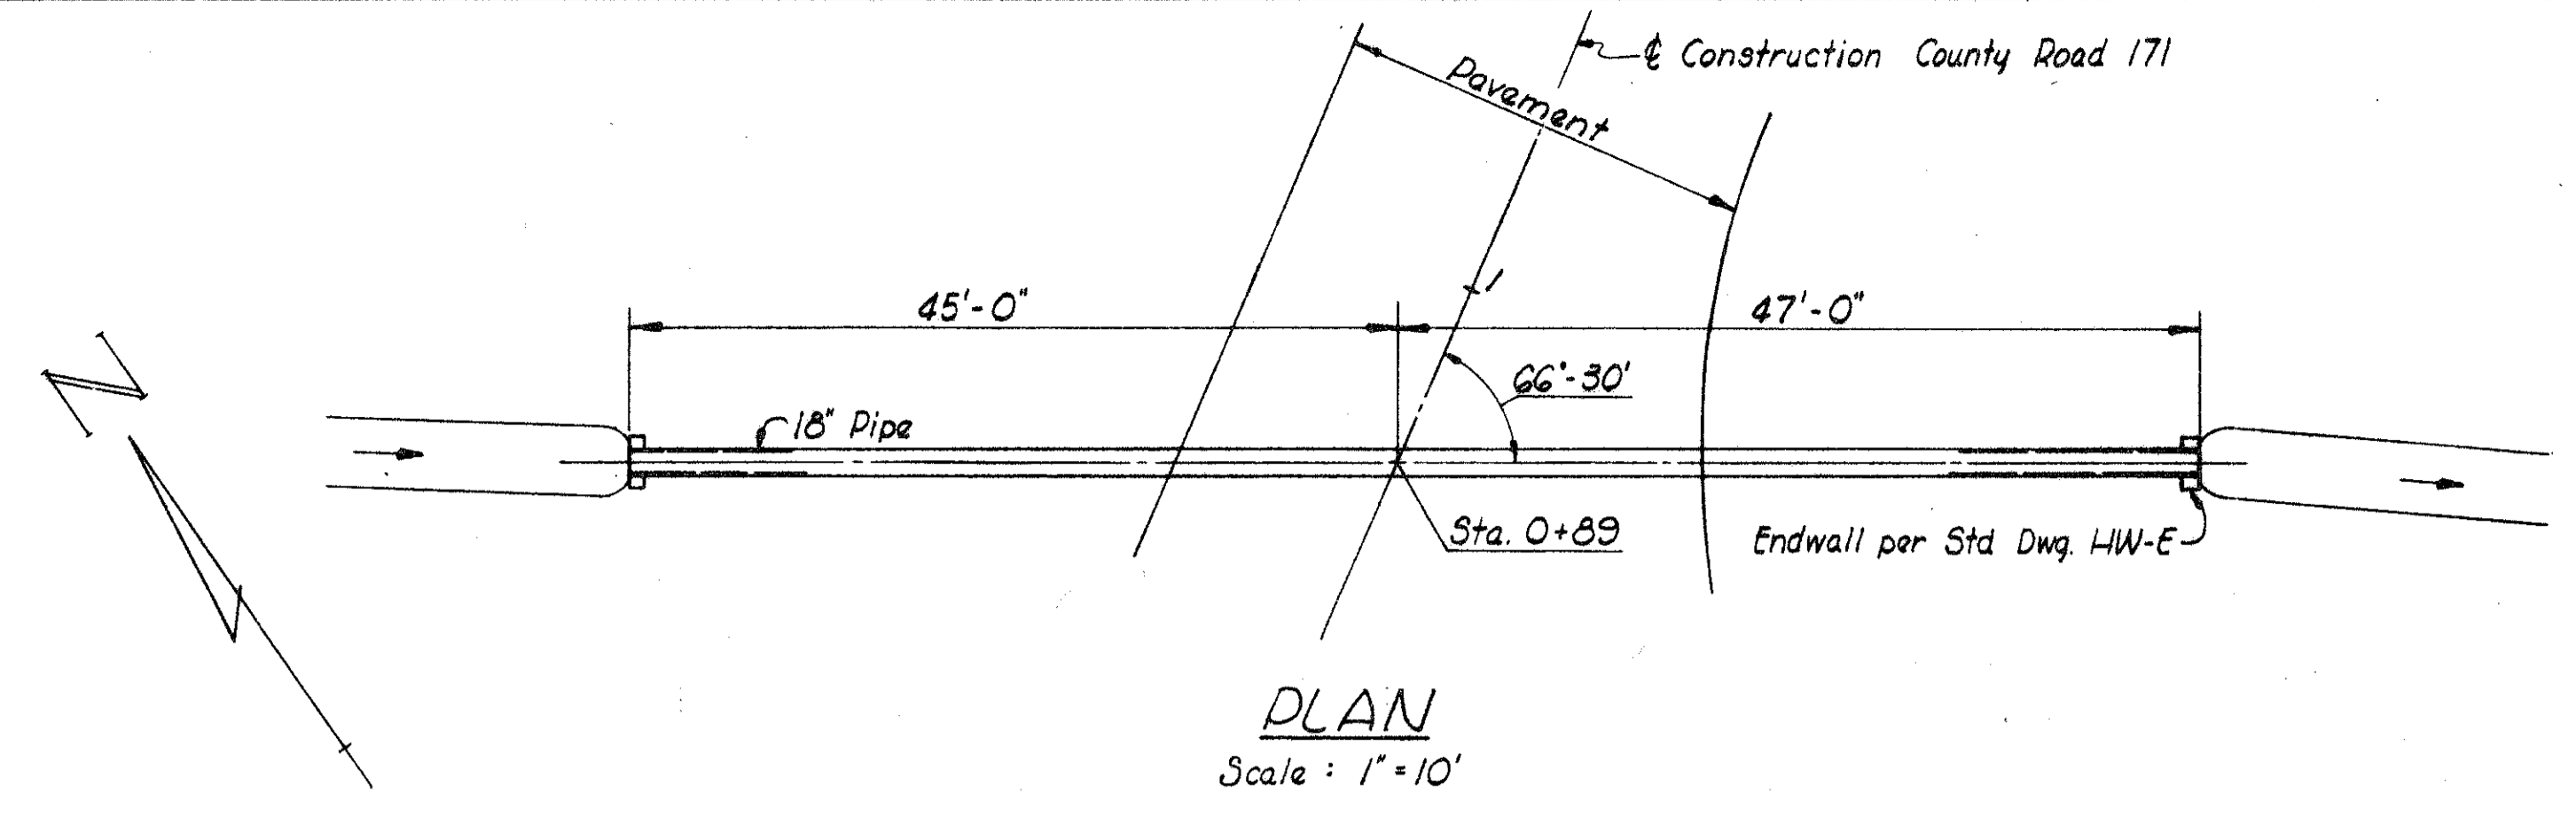 ℄ Construction County Road 171
Pavement
1
45'-0"
47'-0"
66°-30'
N
18" Pipe
Sta. 0+89
Endwall per Std Dwg. HW-E
PLAN
Scale : 1"=10'